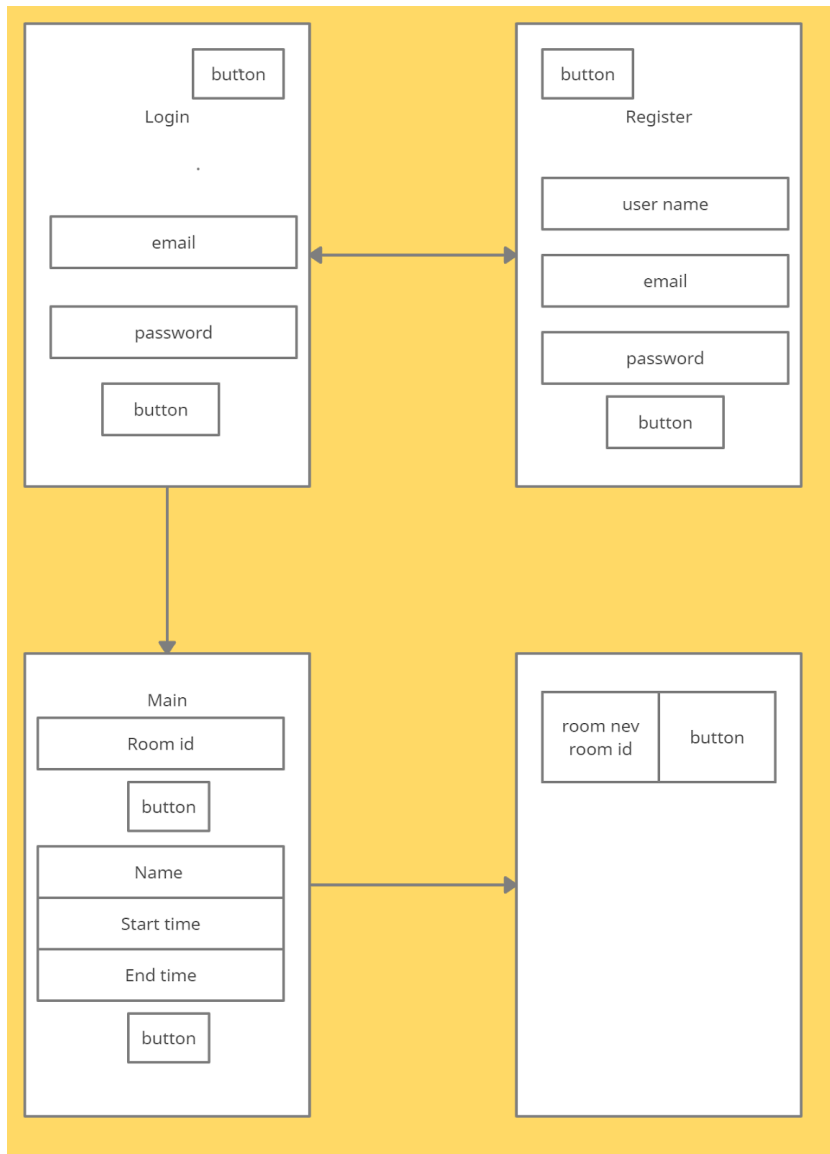 button
Login
email
password
button
button
Register
user name
email
password
button
Main
Room id
button
Name
Start time
End time
button
room nev
room id
button